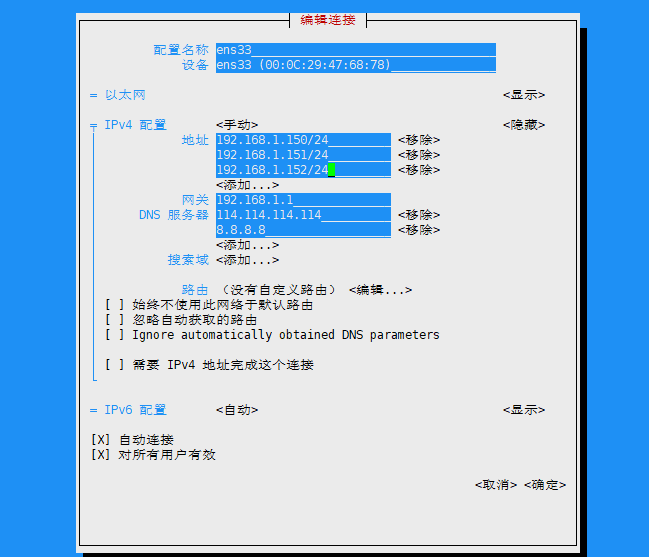 编辑连接
配置名称 ens33
设备 ens33 (00:0C:29:47:68:78)
= 以太网 <显示>
IPv4 配置 <手动> <隐藏>
地址 192.168.1.150/24 <移除>
192.168.1.151/24 <移除>
192.168.1.152/24 <移除>
<添加...>
网关 192.168.1.1
DNS 服务器 114.114.114.114 <移除>
8.8.8.8 <移除>
<添加...>
搜索域 <添加...>
路由 （没有自定义路由） <编辑...>
[ ] 始终不使用此网络于默认路由
[ ] 忽略自动获取的路由
[ ] Ignore automatically obtained DNS parameters
[ ] 需要 IPv4 地址完成这个连接
= IPv6 配置 <自动> <显示>
[X] 自动连接
[X] 对所有用户有效
<取消> <确定>